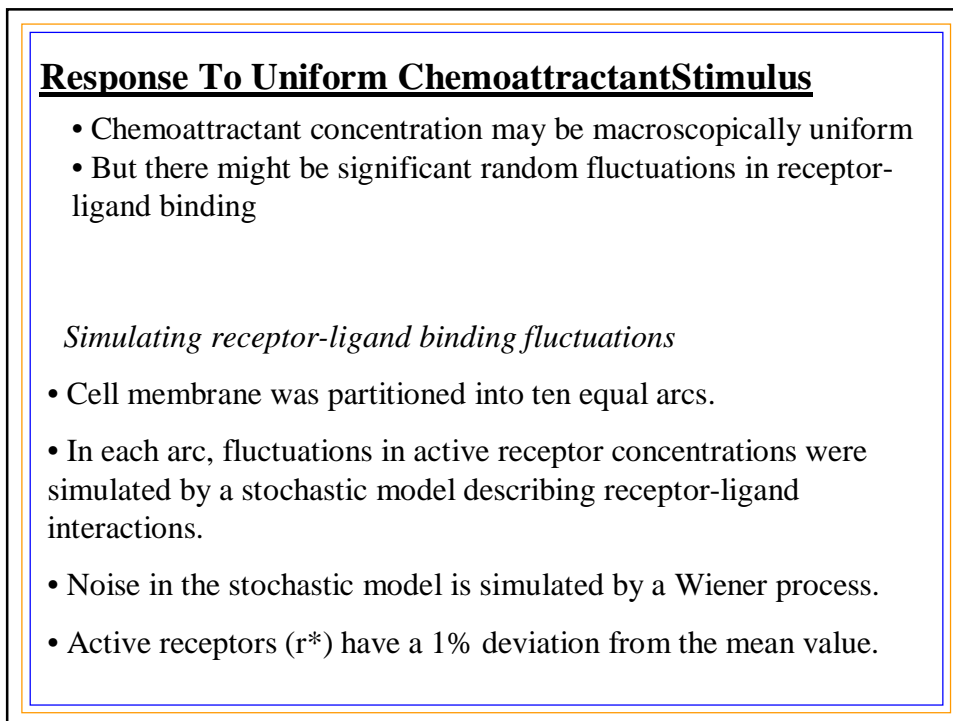 Response To Uniform ChemoattractantStimulus
• Chemoattractant concentration may be macroscopically uniform
• But there might be significant random fluctuations in receptor-
ligand binding
Simulating receptor-ligand binding fluctuations
• Cell membrane was partitioned into ten equal arcs.
• In each arc, fluctuations in active receptor concentrations were
simulated by a stochastic model describing receptor-ligand
interactions.
• Noise in the stochastic model is simulated by a Wiener process.
• Active receptors (r*) have a 1% deviation from the mean value.